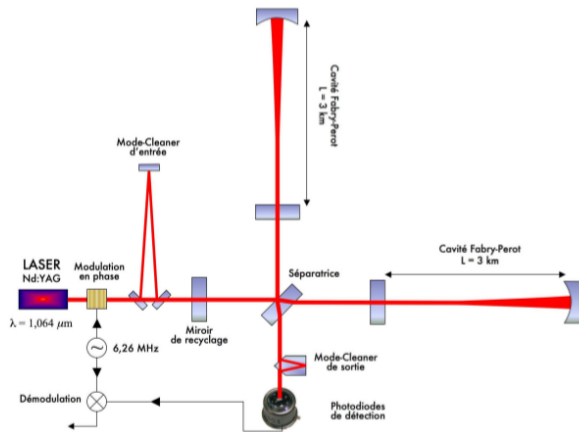 Cavité Fabry-Perot
L = 3 km
Mode-Cleaner
d'entrée
Cavité Fabry-Perot
L = 3 km
LASER
Nd:YAG
Modulation
en phase
Séparatrice
λ = 1,064 µm
Miroir
de recyclage
6,26 MHz
Mode-Cleaner
de sortie
Démodulation
Photodiodes
de détection